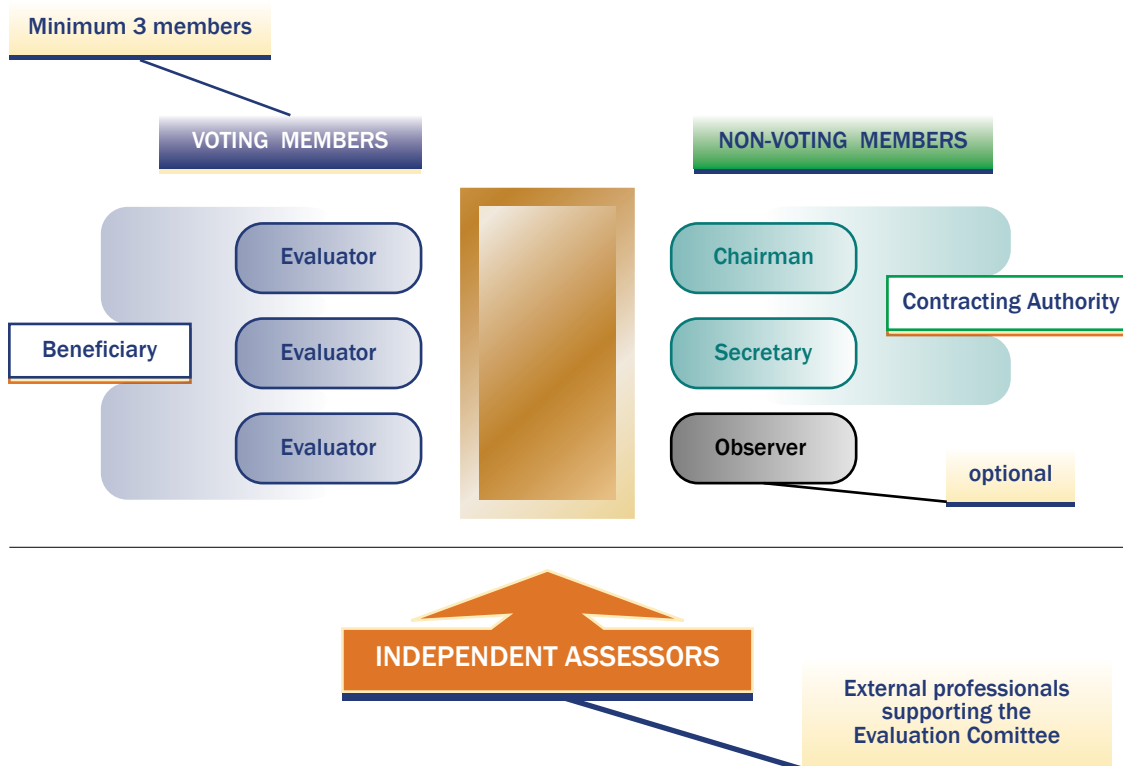 Minimum 3 members
VOTING MEMBERS
NON-VOTING MEMBERS
Evaluator
Chairman
Contracting Authority
Beneficiary
Evaluator
Secretary
Evaluator
Observer
optional
INDEPENDENT ASSESSORS
External professionals
supporting the
Evaluation Comittee